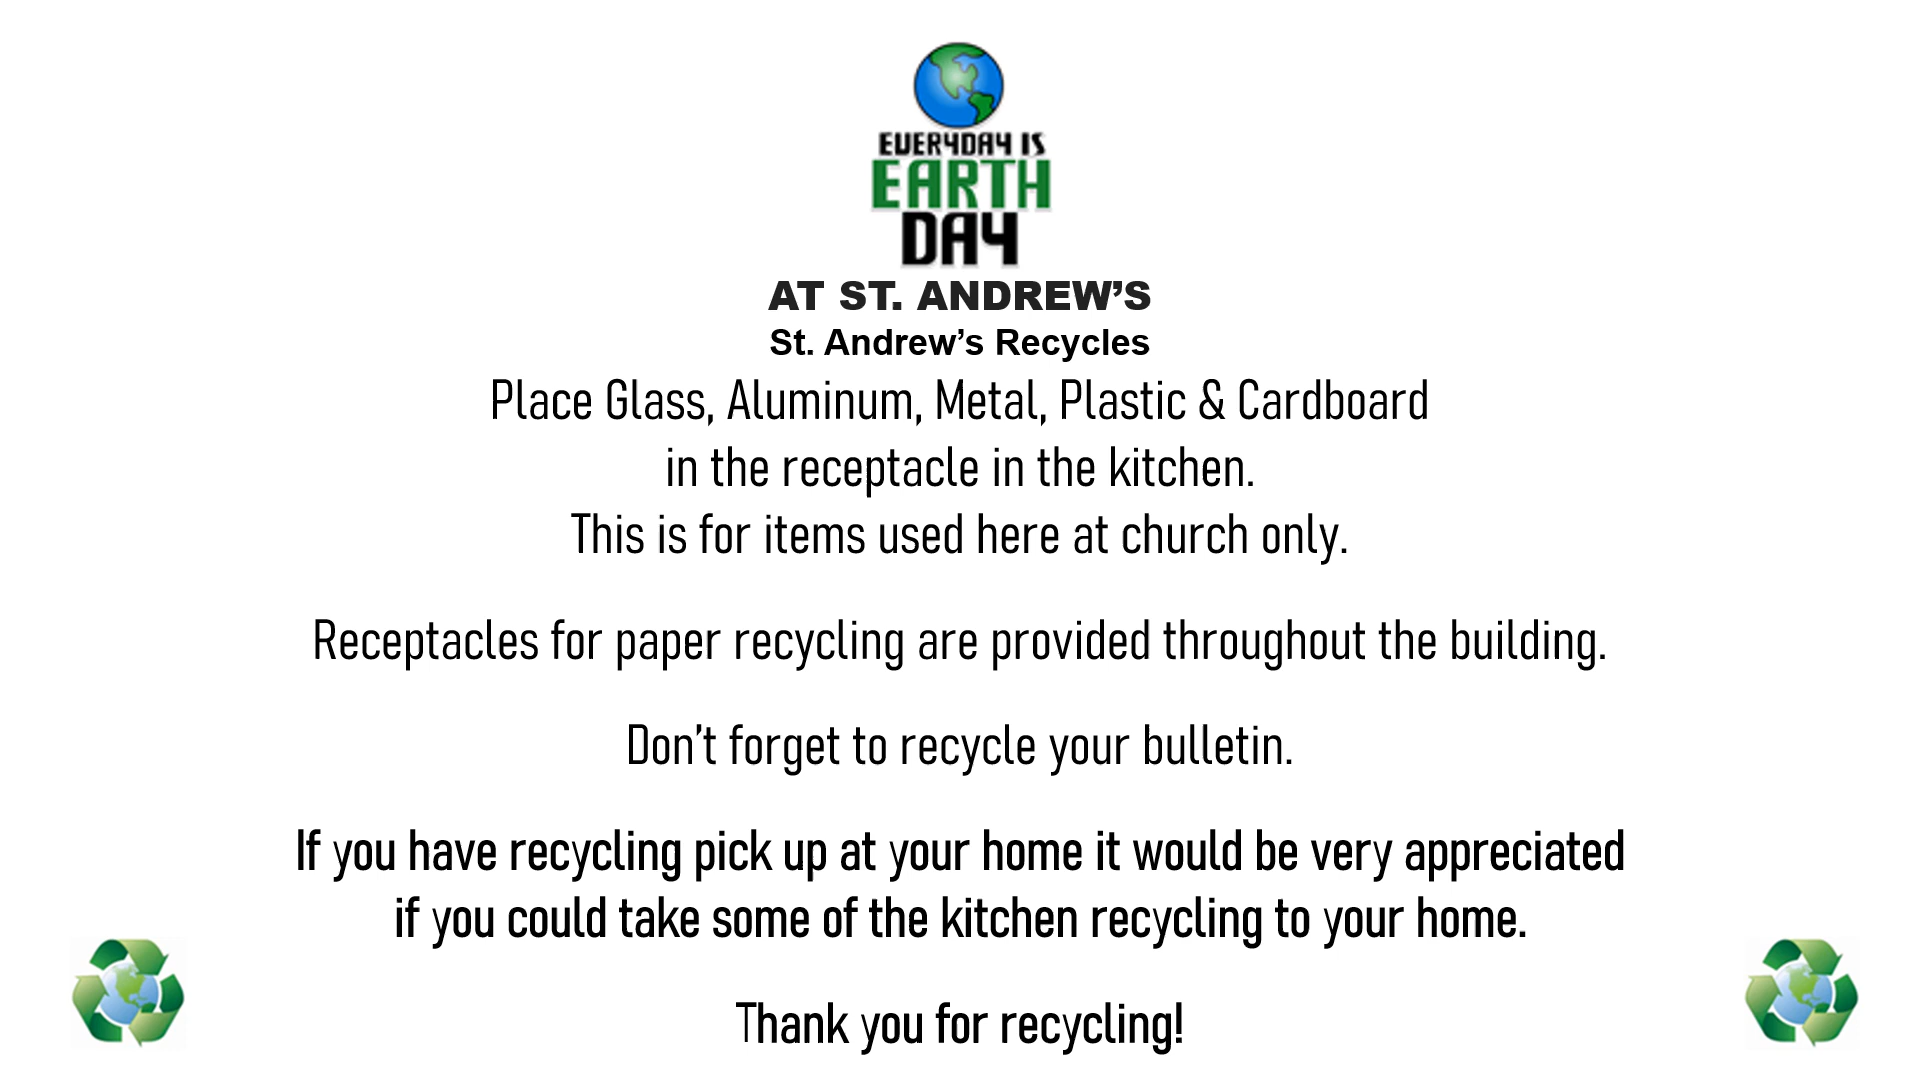 EVERYDAY IS
EARTH
DAY
AT ST. ANDREW’S
St. Andrew’s Recycles
Place Glass, Aluminum, Metal, Plastic & Cardboard
in the receptacle in the kitchen.
This is for items used here at church only.
Receptacles for paper recycling are provided throughout the building.
Don’t forget to recycle your bulletin.
If you have recycling pick up at your home it would be very appreciated
if you could take some of the kitchen recycling to your home.
Thank you for recycling!